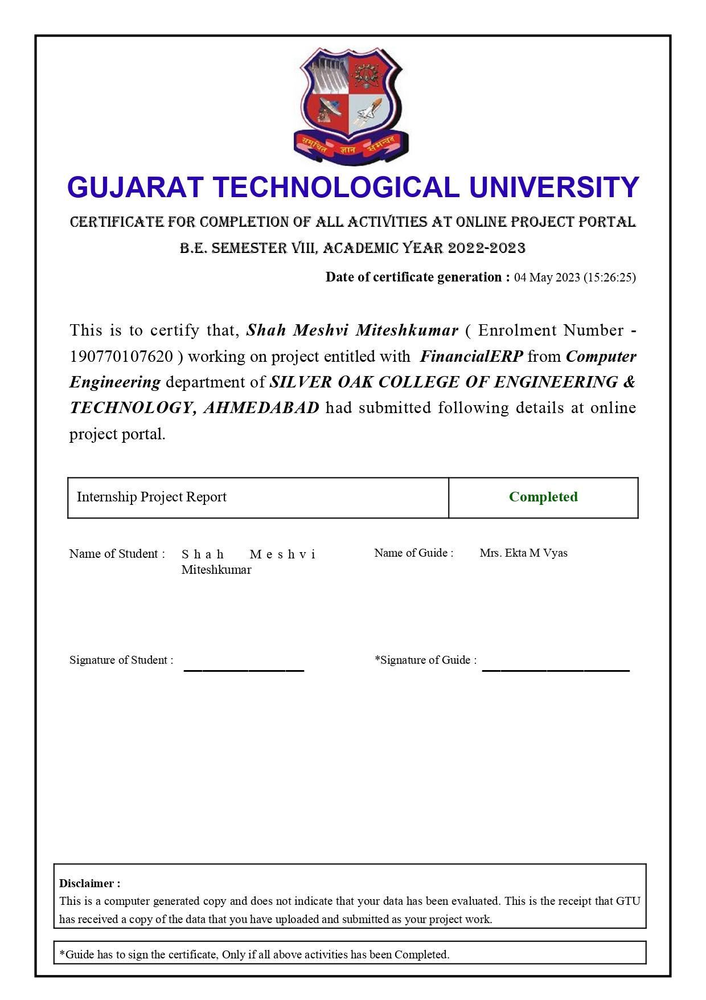 समुचित ज्ञान समन्वय
GUJARAT TECHNOLOGICAL UNIVERSITY
CERTIFICATE FOR COMPLETION OF ALL ACTIVITIES AT ONLINE PROJECT PORTAL
B.E. SEMESTER VIII, ACADEMIC YEAR 2022-2023
Date of certificate generation : 04 May 2023 (15:26:25)
This is to certify that, Shah Meshvi Miteshkumar ( Enrolment Number -
190770107620 ) working on project entitled with FinancialERP from Computer
Engineering department of SILVER OAK COLLEGE OF ENGINEERING &
TECHNOLOGY, AHMEDABAD had submitted following details at online
project portal.
Internship Project Report Completed
Name of Student : Shah Meshvi Name of Guide : Mrs. Ekta M Vyas
Miteshkumar
Signature of Student : *Signature of Guide :
Disclaimer :
This is a computer generated copy and does not indicate that your data has been evaluated. This is the receipt that GTU
has received a copy of the data that you have uploaded and submitted as your project work.
*Guide has to sign the certificate, Only if all above activities has been Completed.